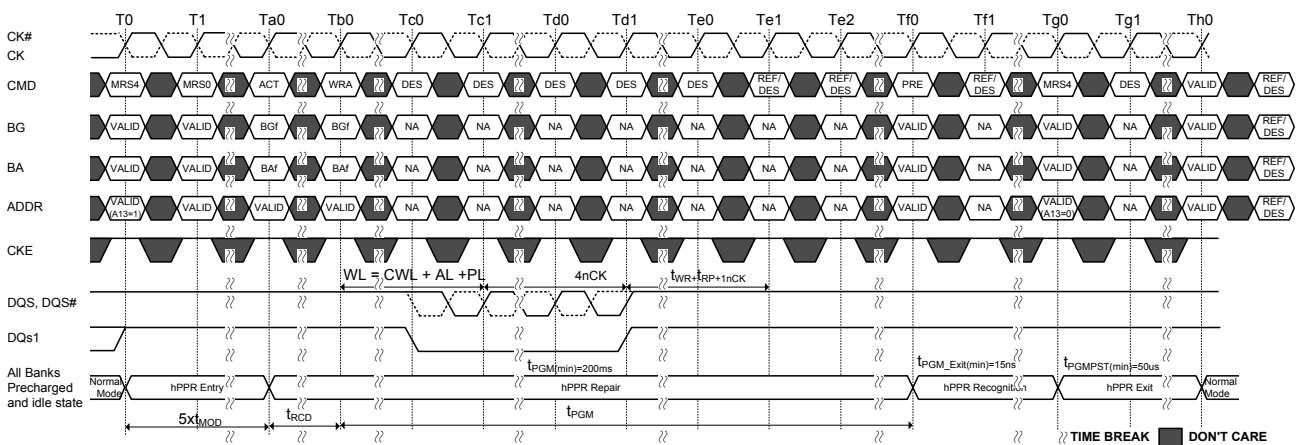 T0 T1 Ta0 Tb0 Tc0 Tc1 Td0 Td1 Te0 Te1 Te2 Tf0 Tf1 Tg0 Tg1 Th0
CK#
CK
CMD MRS4 MRS0 ACT WRA DES DES DES DES DES REF/DES REF/DES PRE REF/DES MRS4 DES VALID REF/DES
BG VALID VALID BGf BGf NA NA NA NA NA NA NA VALID NA VALID NA VALID REF/DES
BA VALID VALID BAf BAf NA NA NA NA NA NA NA VALID NA VALID NA VALID REF/DES
ADDR VALID (A13=1) VALID VALID VALID NA NA NA NA NA NA NA VALID NA VALID (A13=0) NA VALID REF/DES
CKE
WL = CWL + AL +PL 4nCK tWR+tRP+1nCK
DQS, DQS#
DQs1
tPGM(min)=200ms tPGM_Exit(min)=15ns tPGMPST(min)=50us
All Banks
Precharged
and idle state
Normal Mode hPPR Entry hPPR Repair hPPR Recognition hPPR Exit Normal Mode
5xtMOD tRCD tPGM
TIME BREAK DON'T CARE